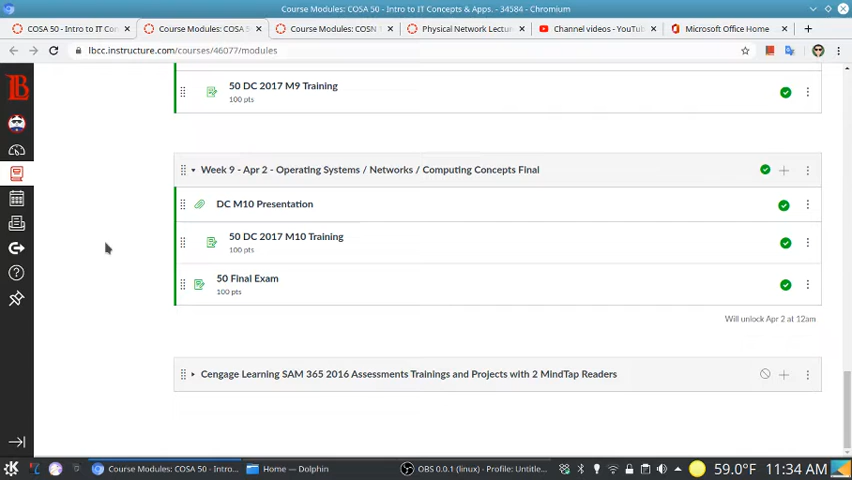 Course Modules: COSA 50 - Intro to IT Concepts & Apps. - 34584 - Chromium
COSA 50 - Intro to IT Con
Course Modules: COSA 50
Course Modules: COSN 
Physical Network Lectur
Channel videos - YouTub
Microsoft Office Home
lbcc.instructure.com/courses/46077/modules
50 DC 2017 M9 Training
100 pts
Week 9 - Apr 2 - Operating Systems / Networks / Computing Concepts Final
DC M10 Presentation
50 DC 2017 M10 Training
100 pts
50 Final Exam
100 pts
Will unlock Apr 2 at 12am
Cengage Learning SAM 365 2016 Assessments Trainings and Projects with 2 MindTap Readers
Course Modules: COSA 50 - Intro...
Home — Dolphin
OBS 0.0.1 (linux) - Profile: Untitle...
59.0°F
11:34 AM